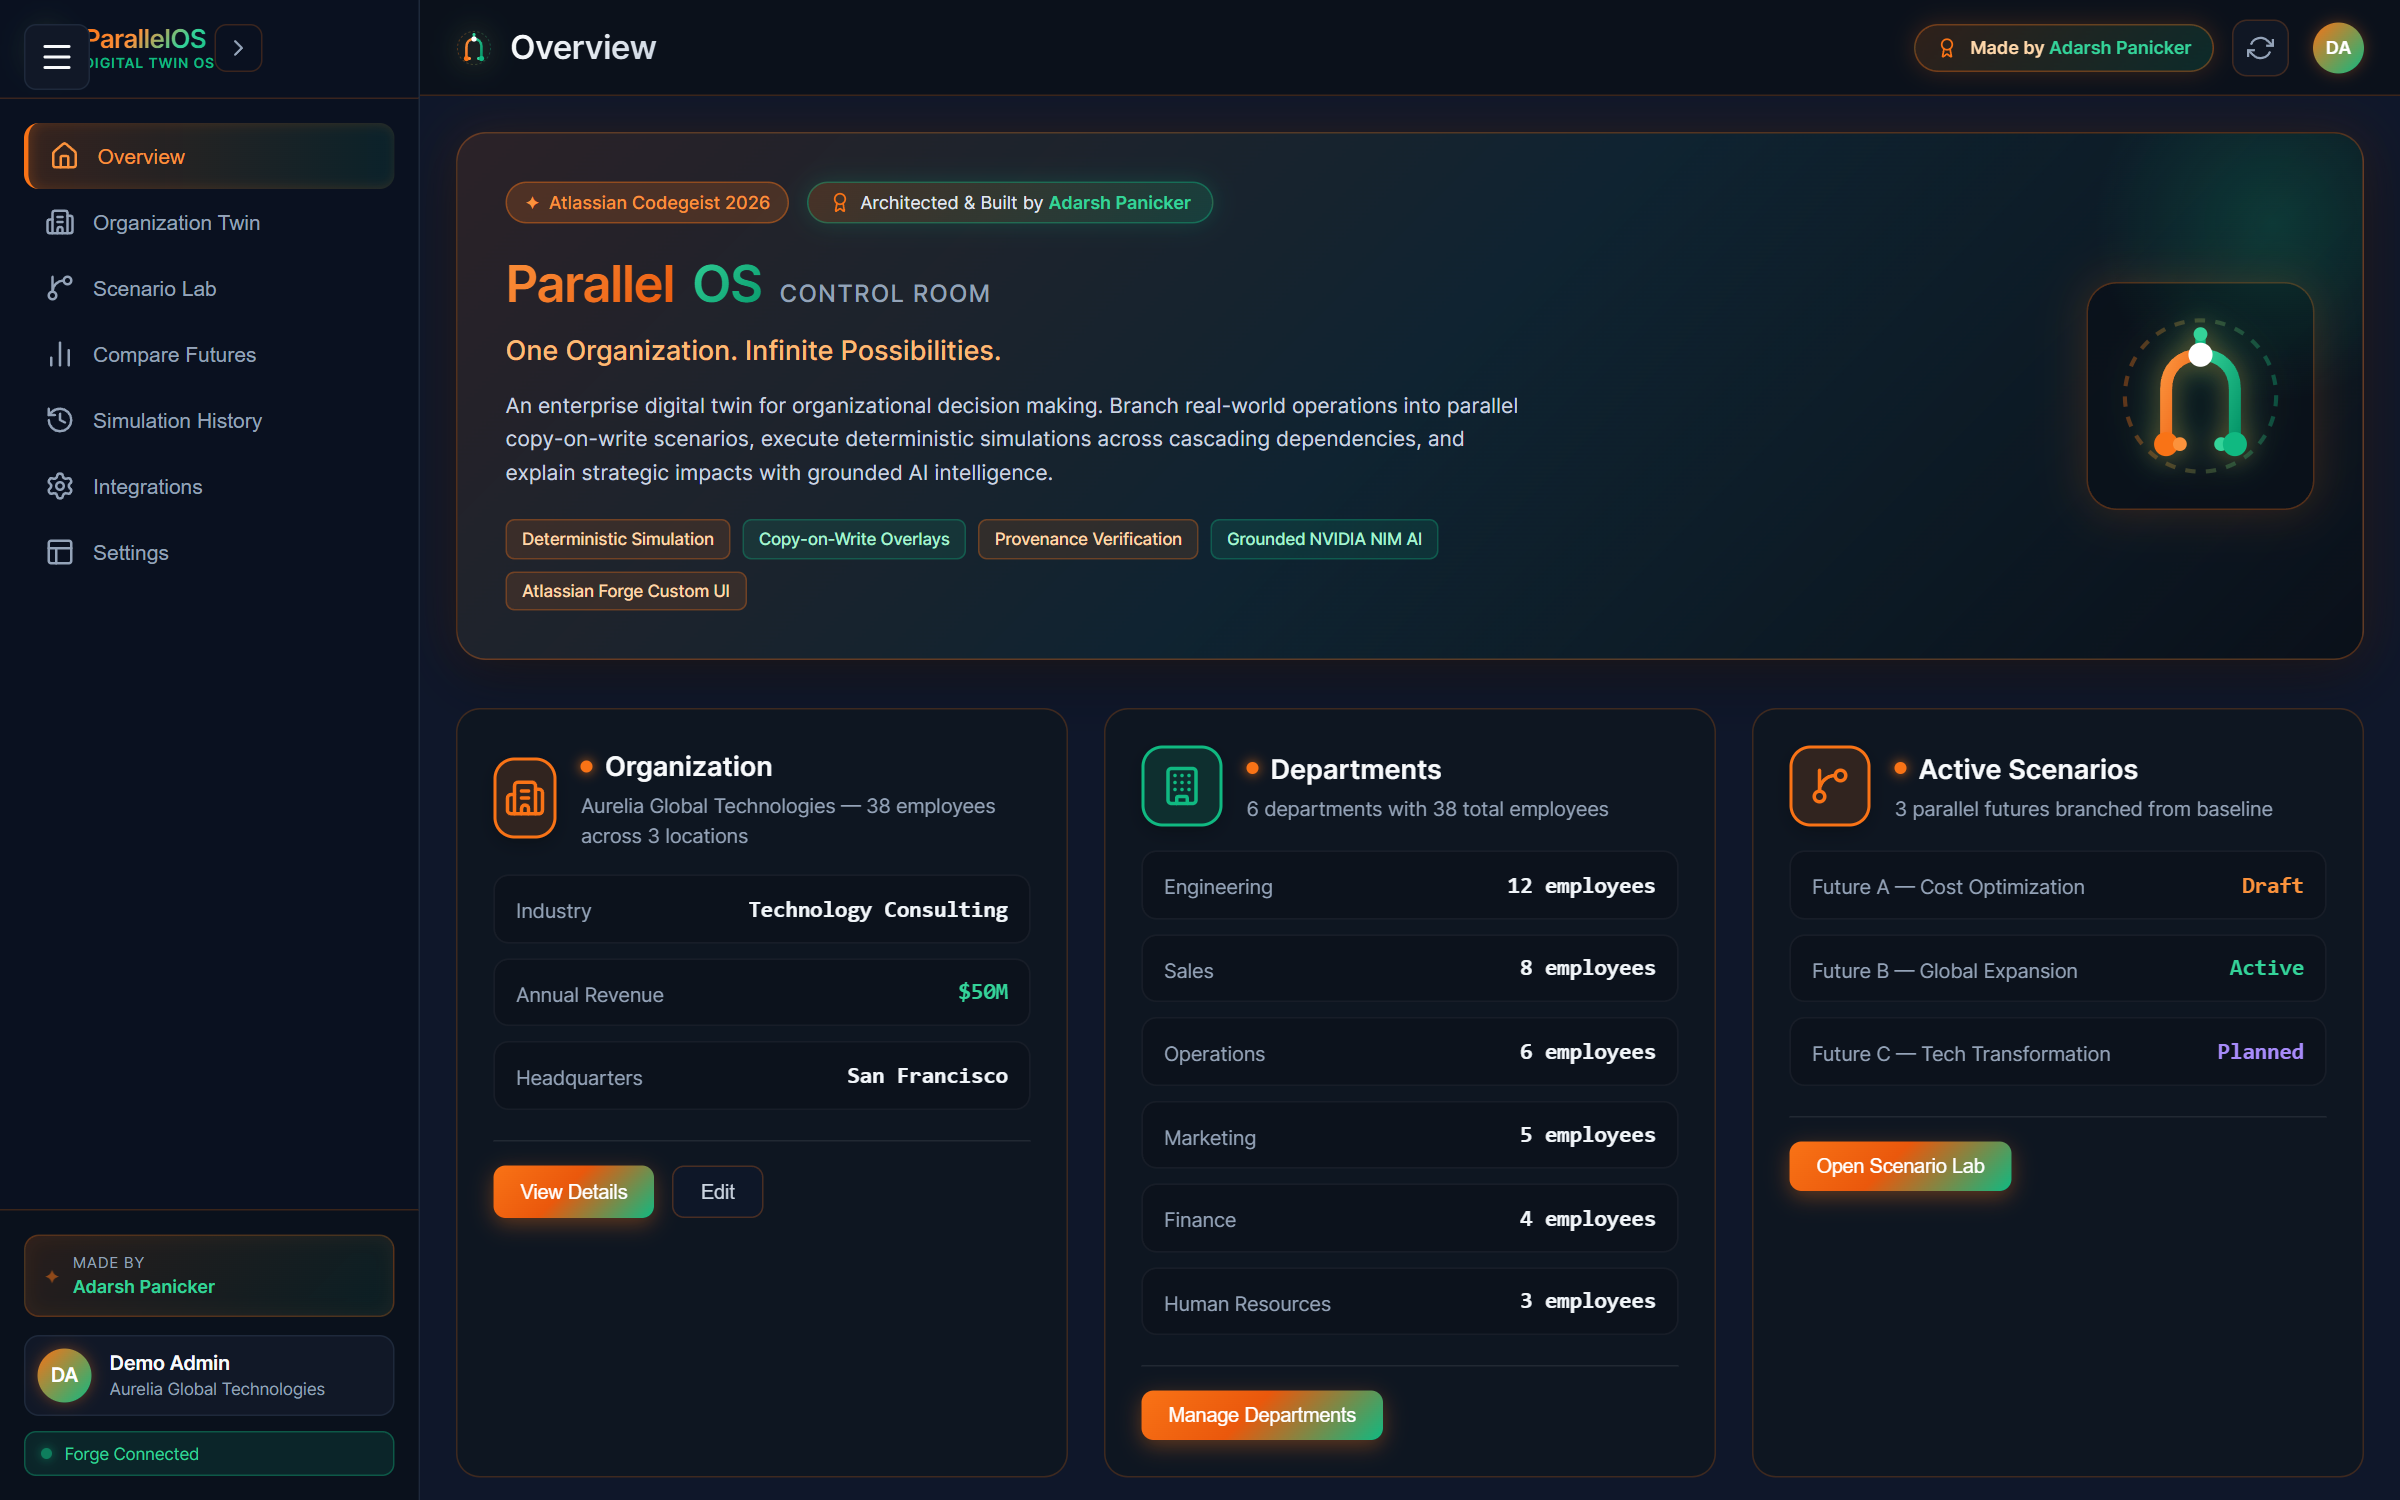 ParallelOS
DIGITAL TWIN OS
Overview
Organization Twin
Scenario Lab
Compare Futures
Simulation History
Integrations
Settings
MADE BY
Adarsh Panicker
DA
Demo Admin
Aurelia Global Technologies
Forge Connected
Overview
Made by Adarsh Panicker
DA
✦ Atlassian Codegeist 2026
Architected & Built by Adarsh Panicker
Parallel OS CONTROL ROOM
One Organization. Infinite Possibilities.
An enterprise digital twin for organizational decision making. Branch real-world operations into parallel
copy-on-write scenarios, execute deterministic simulations across cascading dependencies, and
explain strategic impacts with grounded AI intelligence.
Deterministic Simulation
Copy-on-Write Overlays
Provenance Verification
Grounded NVIDIA NIM AI
Atlassian Forge Custom UI
Organization
Aurelia Global Technologies — 38 employees
across 3 locations
Industry Technology Consulting
Annual Revenue $50M
Headquarters San Francisco
View Details
Edit
Departments
6 departments with 38 total employees
Engineering 12 employees
Sales 8 employees
Operations 6 employees
Marketing 5 employees
Finance 4 employees
Human Resources 3 employees
Manage Departments
Active Scenarios
3 parallel futures branched from baseline
Future A — Cost Optimization Draft
Future B — Global Expansion Active
Future C — Tech Transformation Planned
Open Scenario Lab